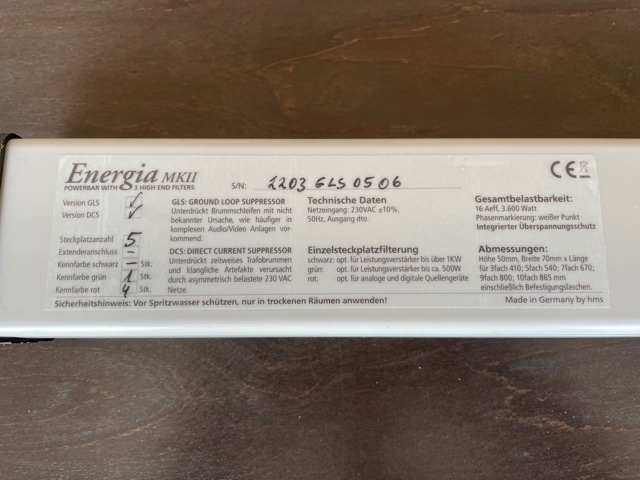 Energia MKII
POWERBAR WITH 3 HIGH END FILTERS
S/N: 2203 GLS 0506
CE
Version GLS ✓
Version DCS ✓
Steckplatzanzahl 5
Extenderanschluss –
Kennfarbe schwarz – Stk.
Kennfarbe grün 1 Stk.
Kennfarbe rot 4 Stk.
GLS: GROUND LOOP SUPPRESSOR
Unterdrückt Brummschleifen mit nicht
bekannter Ursache, wie häufiger in
komplexen Audio/Video Anlagen vor-
kommend.
DCS: DIRECT CURRENT SUPPRESSOR
Unterdrückt zeitweises Trafobrummen
und klangliche Artefakte verursacht
durch asymmetrisch belastete 230 VAC
Netze.
Technische Daten
Netzeingang: 230VAC ±10%,
50Hz, Ausgang dto.
Einzelsteckplatzfilterung
schwarz: opt. für Leistungsverstärker bis über 1KW
grün: opt. für Leistungsverstärker bis ca. 500W
rot: opt. für analoge und digitale Quellengeräte
Gesamtbelastbarkeit:
16 Aeff, 3.600 Watt
Phasenmarkierung: weißer Punkt
Integrierter Überspannungsschutz
Abmessungen:
Höhe 50mm, Breite 70mm x Länge
für 3fach 410; 5fach 540; 7fach 670;
9fach 800; 10fach 865 mm
einschließlich Befestigungslaschen.
Sicherheitshinweis: Vor Spritzwasser schützen, nur in trockenen Räumen anwenden!
Made in Germany by hms